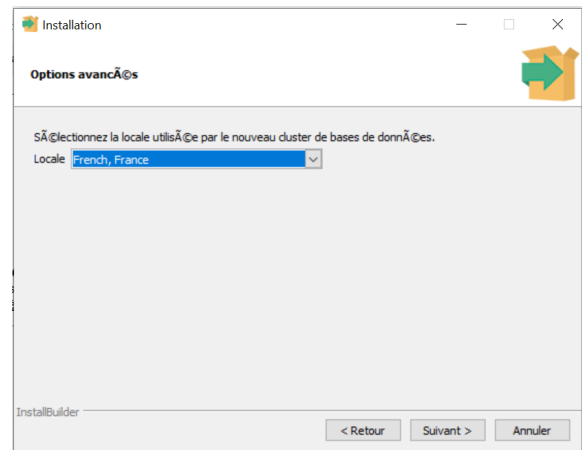 Installation
Options avancÃ©s
SÃ©lectionnez la locale utilisÃ©e par le nouveau cluster de bases de donnÃ©es.
Locale French, France
InstallBuilder
< Retour Suivant > Annuler